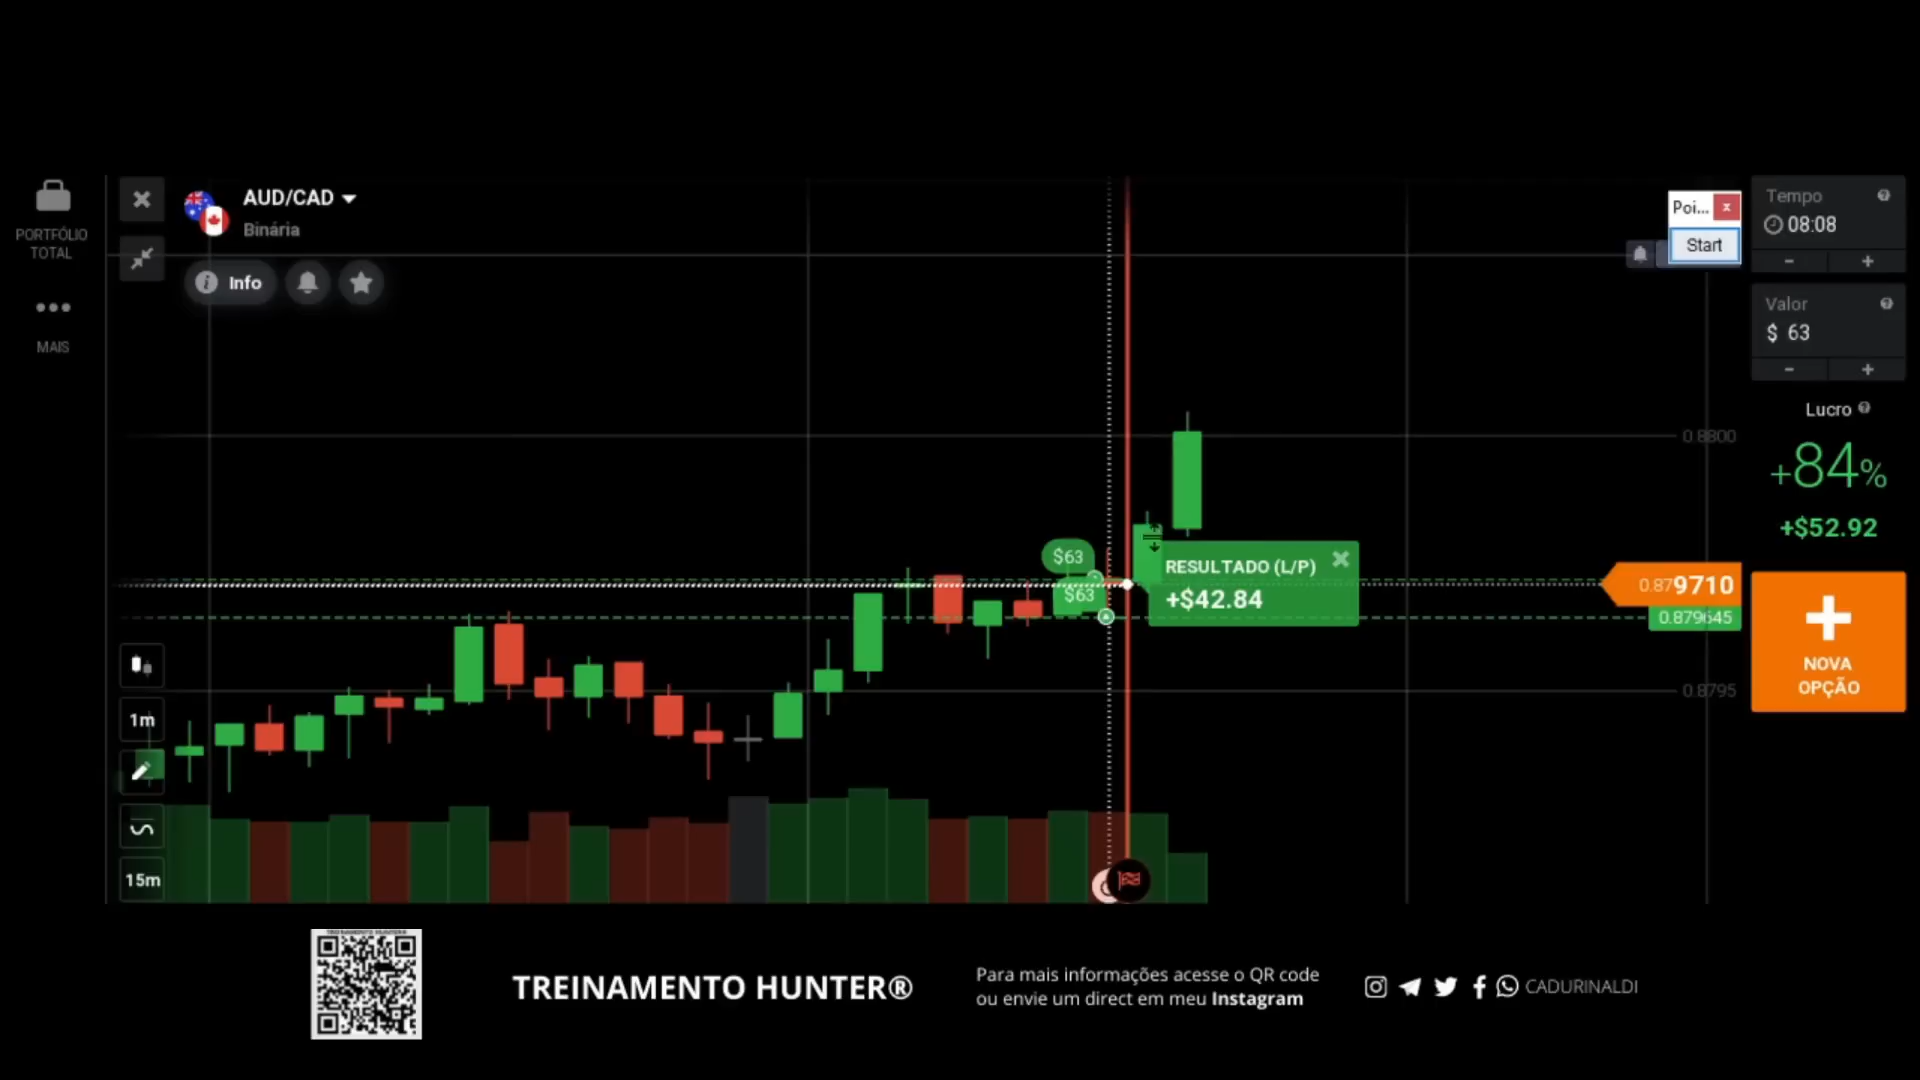 PORTFÓLIO
TOTAL
MAIS
AUD/CAD
Binária
Info
1m
15m
$63
$63
RESULTADO (L/P)
+$42.84
0.8800
0.879710
0.879645
0.8795
Poi... x
Start
Tempo
08:08
- +
Valor
$ 63
- +
Lucro
+84%
+$52.92
NOVA
OPÇÃO
TREINAMENTO HUNTER®
Para mais informações acesse o QR code
ou envie um direct em meu Instagram
CADURINALDI